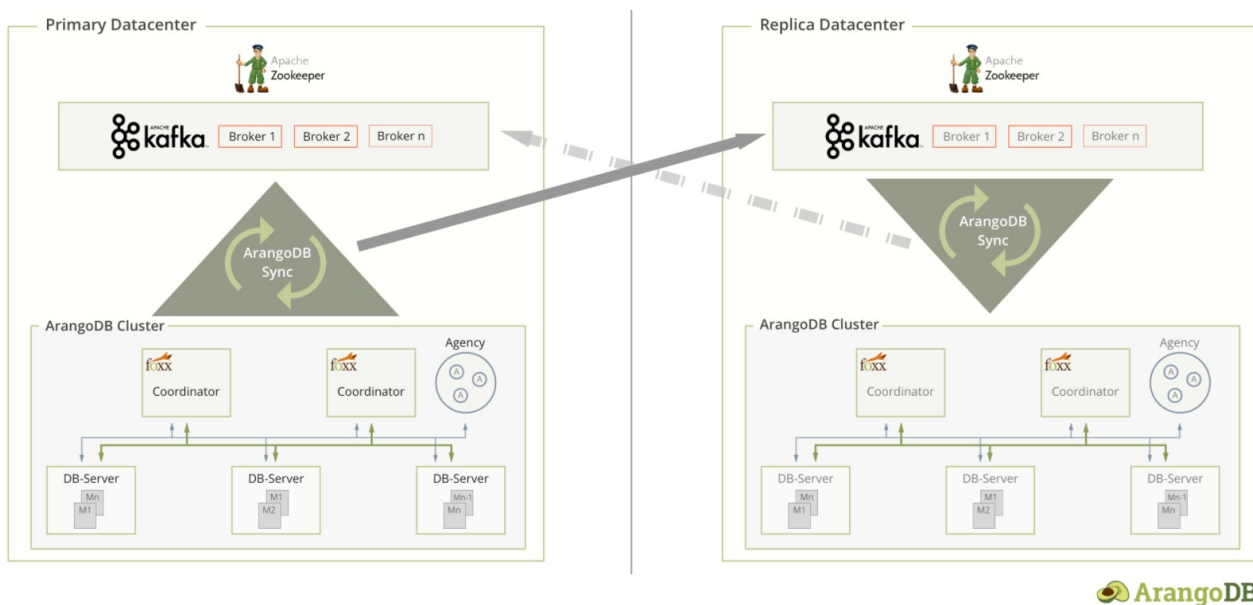 Primary Datacenter
Apache
Zookeeper
APACHE
kafka
Broker 1
Broker 2
Broker n
ArangoDB
Sync
ArangoDB Cluster
foxx
Coordinator
foxx
Coordinator
Agency
A
A
A
DB-Server
Mn
M1
DB-Server
M1
M2
DB-Server
Mn-1
Mn
Replica Datacenter
Apache
Zookeeper
APACHE
kafka
Broker 1
Broker 2
Broker n
ArangoDB
Sync
ArangoDB Cluster
foxx
Coordinator
foxx
Coordinator
Agency
A
A
A
DB-Server
Mn
M1
DB-Server
M1
M2
DB-Server
Mn-1
Mn
ArangoDB